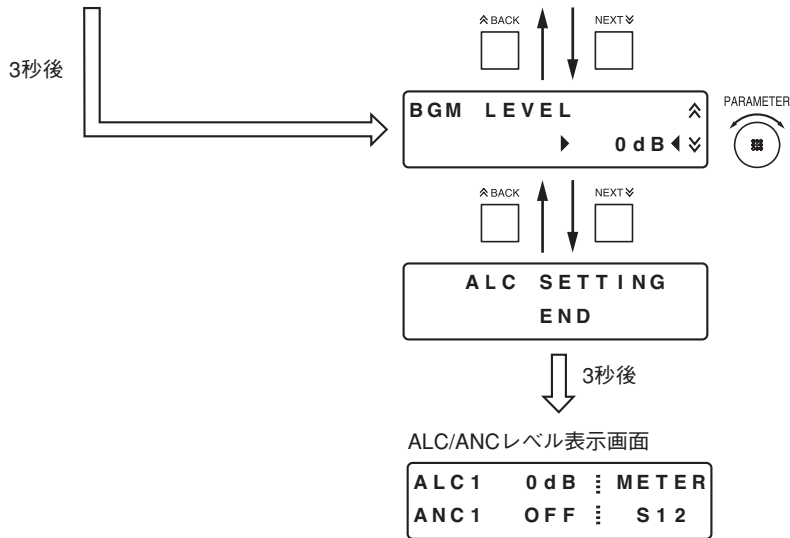 BACK
NEXT
3秒後
BGM LEVEL
0dB
PARAMETER
BACK
NEXT
ALC SETTING
END
3秒後
ALC/ANCレベル表示画面
ALC1 0dB METER
ANC1 OFF S12